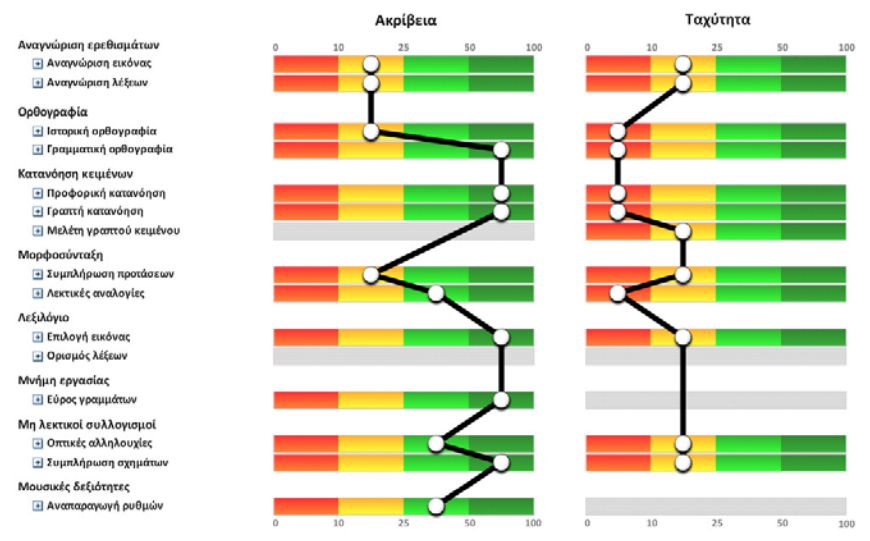 Ακρίβεια Ταχύτητα
Αναγνώριση ερεθισμάτων 0 10 25 50 100 0 10 25 50 100
Αναγνώριση εικόνας
Αναγνώριση λέξεων
Ορθογραφία
Ιστορική ορθογραφία
Γραμματική ορθογραφία
Κατανόηση κειμένων
Προφορική κατανόηση
Γραπτή κατανόηση
Μελέτη γραπτού κειμένου
Μορφοσύνταξη
Συμπλήρωση προτάσεων
Λεκτικές αναλογίες
Λεξιλόγιο
Επιλογή εικόνας
Ορισμός λέξεων
Μνήμη εργασίας
Εύρος γραμμάτων
Μη λεκτικοί συλλογισμοί
Οπτικές αλληλουχίες
Συμπλήρωση σχημάτων
Μουσικές δεξιότητες
Αναπαραγωγή ρυθμών
0 10 25 50 100 0 10 25 50 100